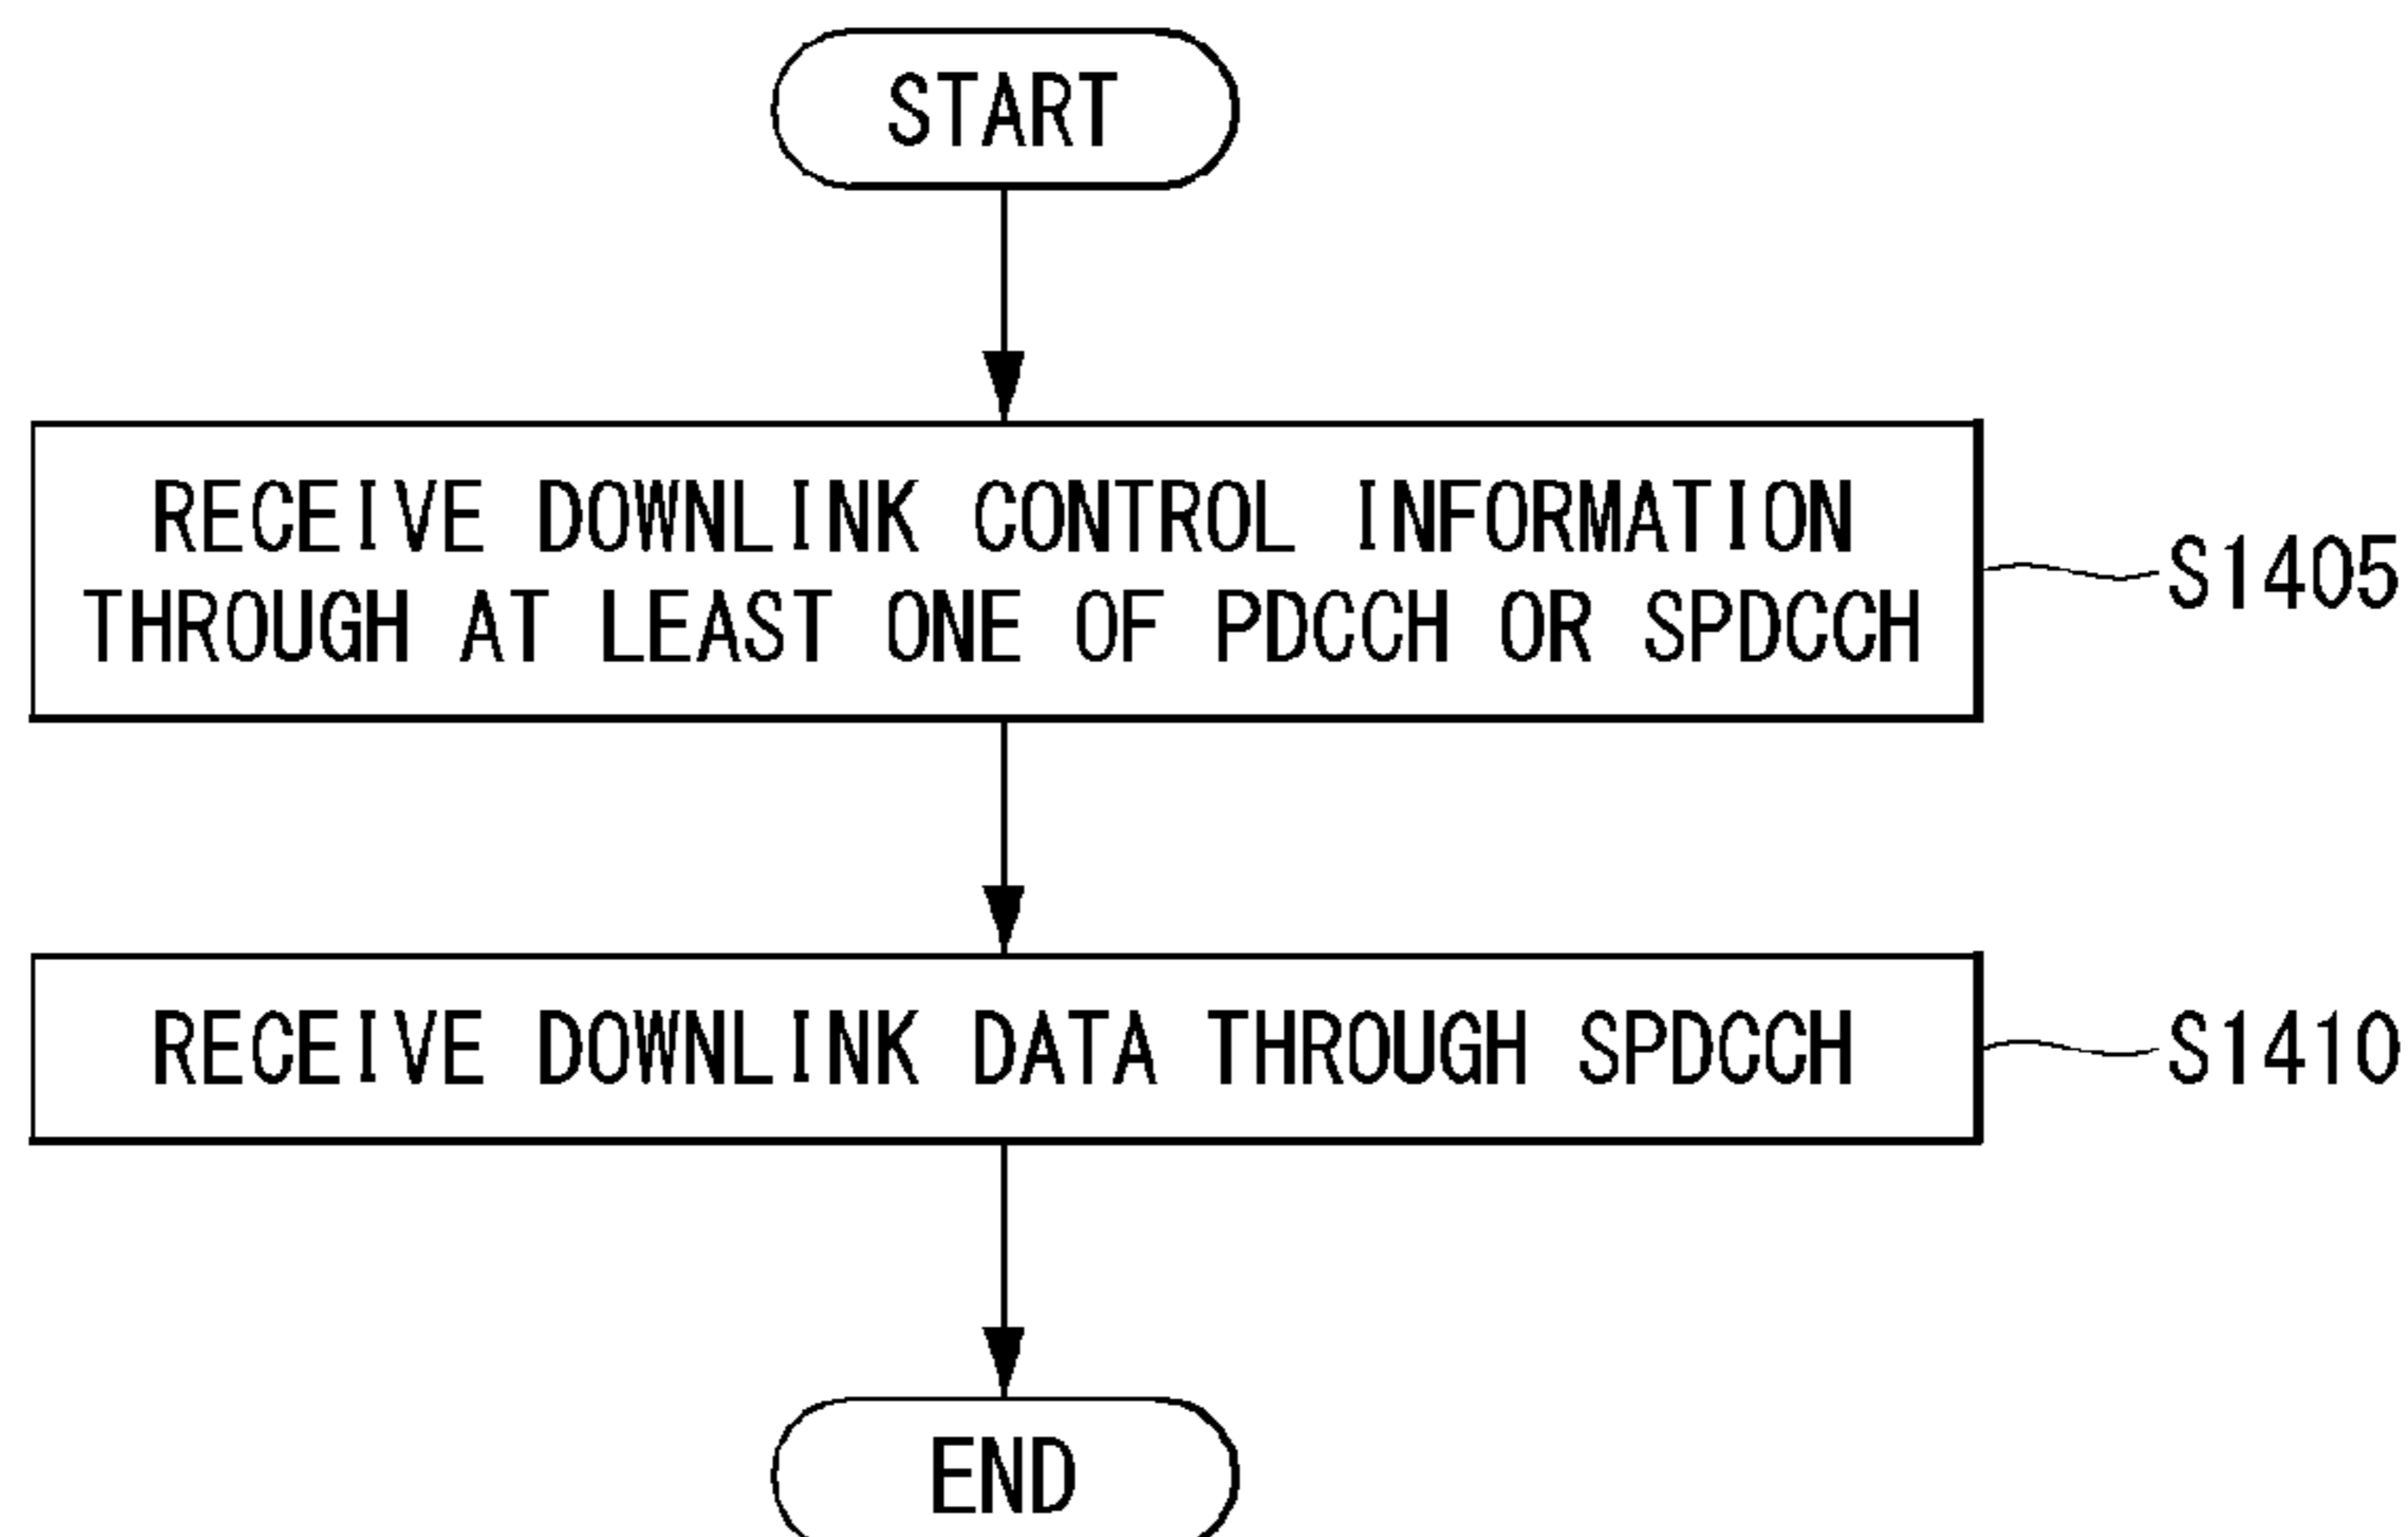 START
RECEIVE DOWNLINK CONTROL INFORMATION
THROUGH AT LEAST ONE OF PDCCH OR SPDCCH
S1405
RECEIVE DOWNLINK DATA THROUGH SPDCCH
S1410
END